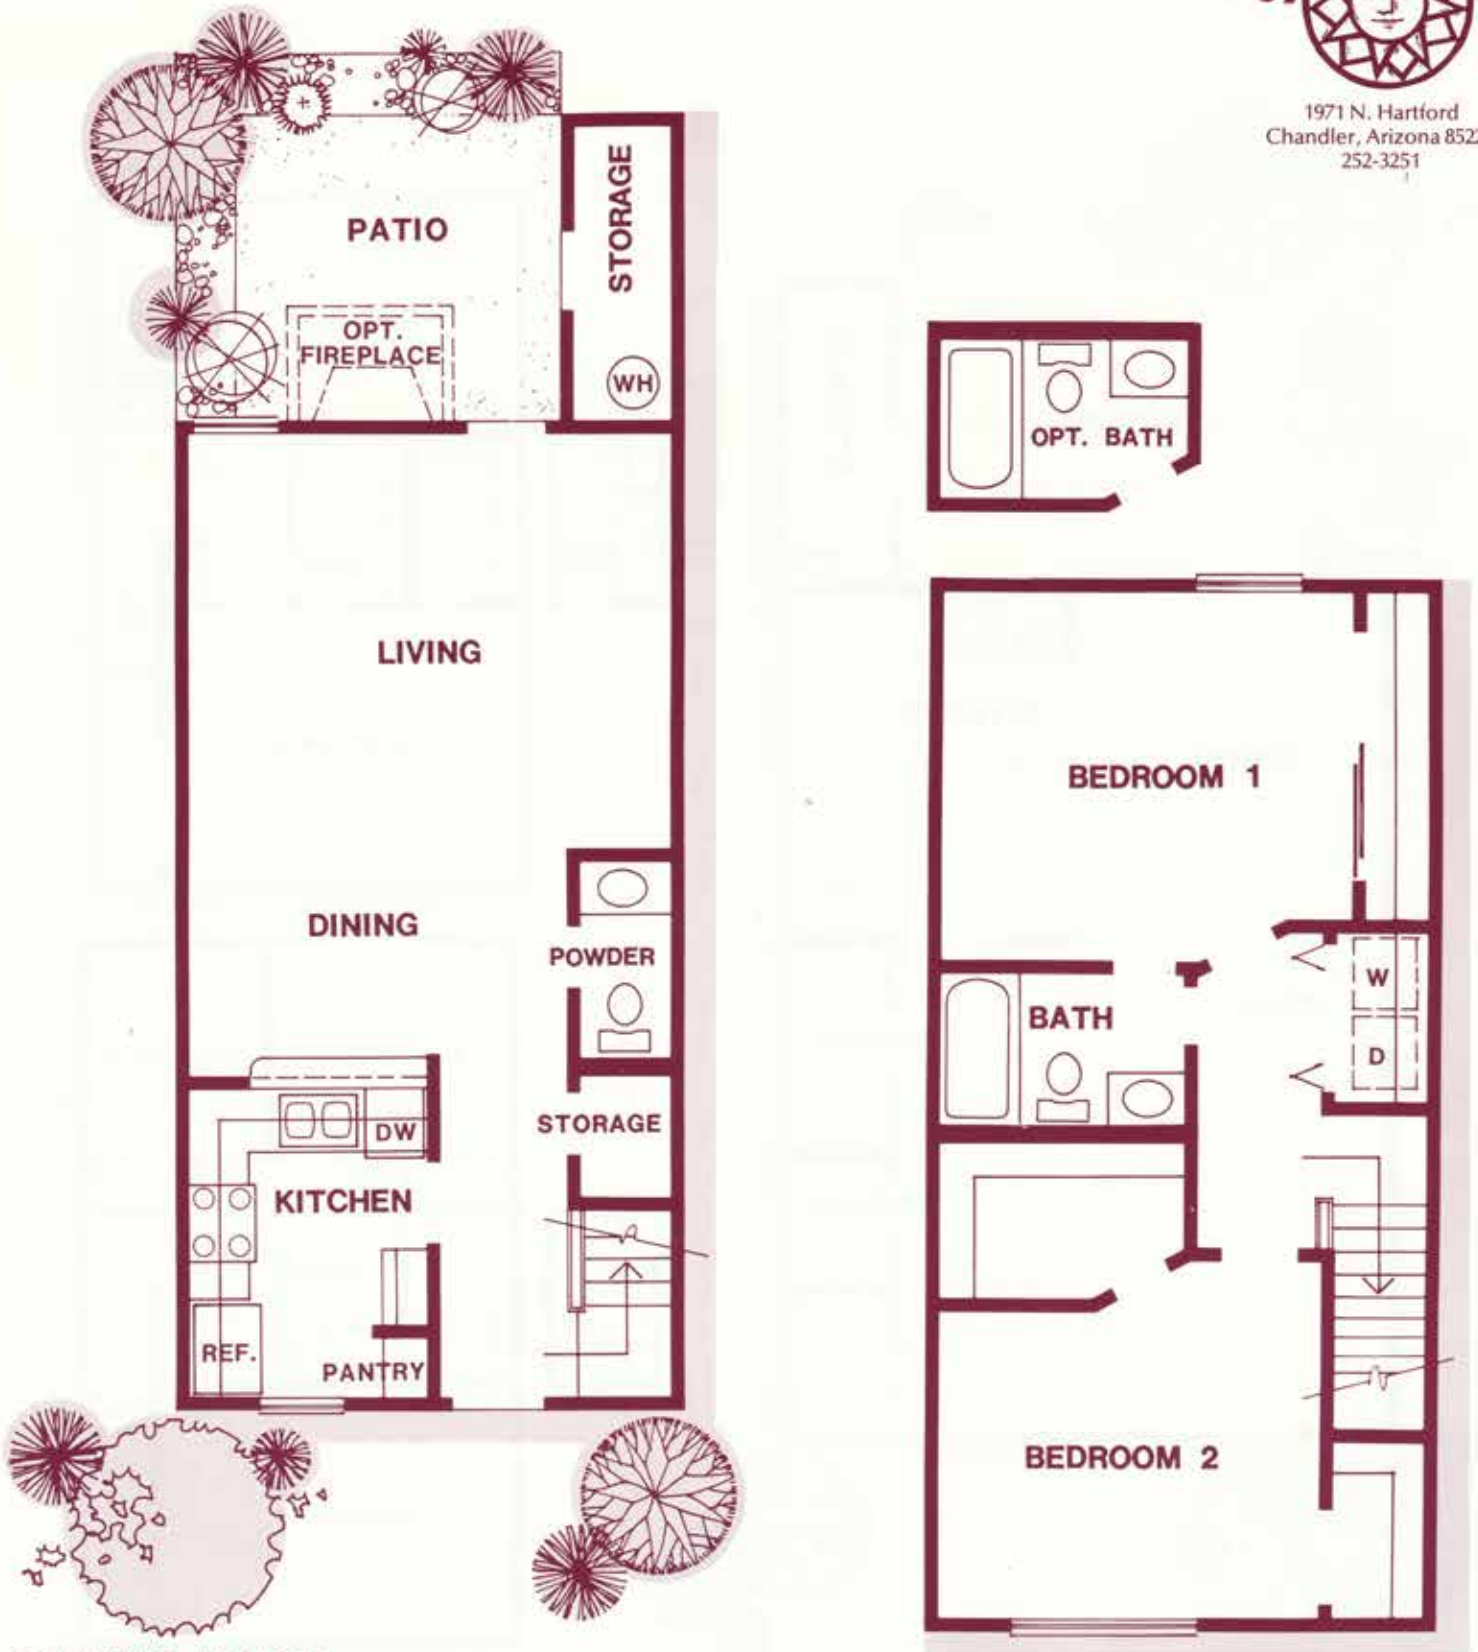 1971 N. Hartford
Chandler, Arizona 852
252-3251
PATIO
STORAGE
OPT.
FIREPLACE
WH
LIVING
DINING
POWDER
STORAGE
DW
KITCHEN
REF.
PANTRY
OPT. BATH
BEDROOM 1
W
D
BATH
BEDROOM 2